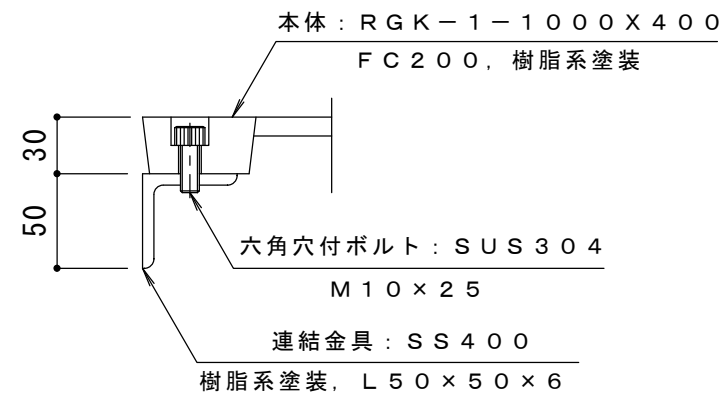 本体：ＲＧＫ－１－１０００Ｘ４００
ＦＣ２００，樹脂系塗装
30
50
六角穴付ボルト：ＳＵＳ３０４
Ｍ１０×２５
連結金具：ＳＳ４００
樹脂系塗装，Ｌ５０×５０×６